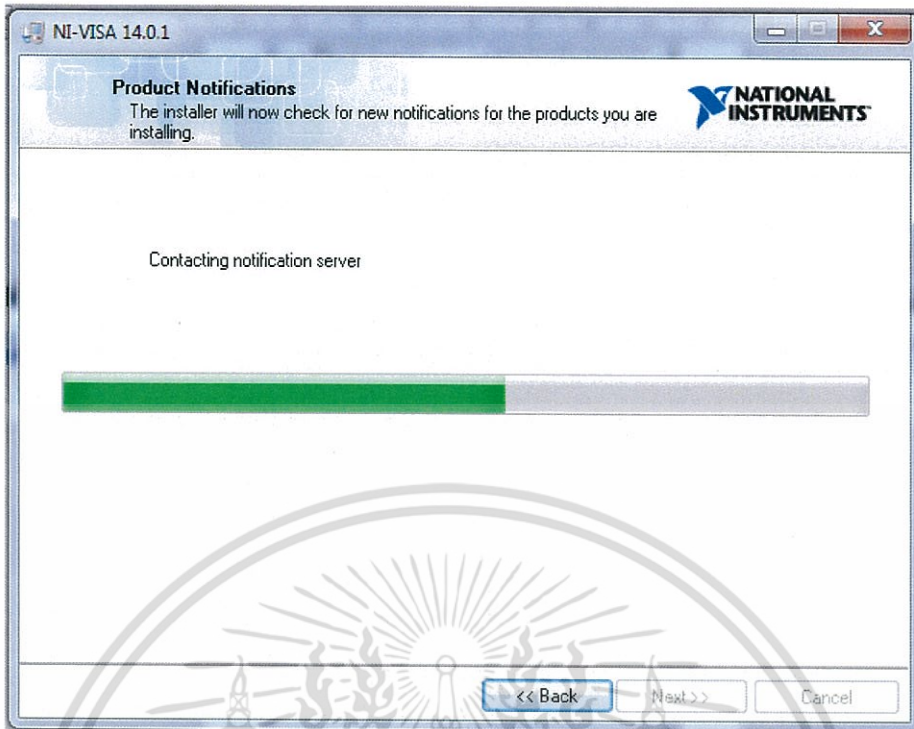 NI-VISA 14.0.1
Product Notifications
The installer will now check for new notifications for the products you are
installing.
NATIONAL
INSTRUMENTS™
Contacting notification server
<< Back
Next >>
Cancel